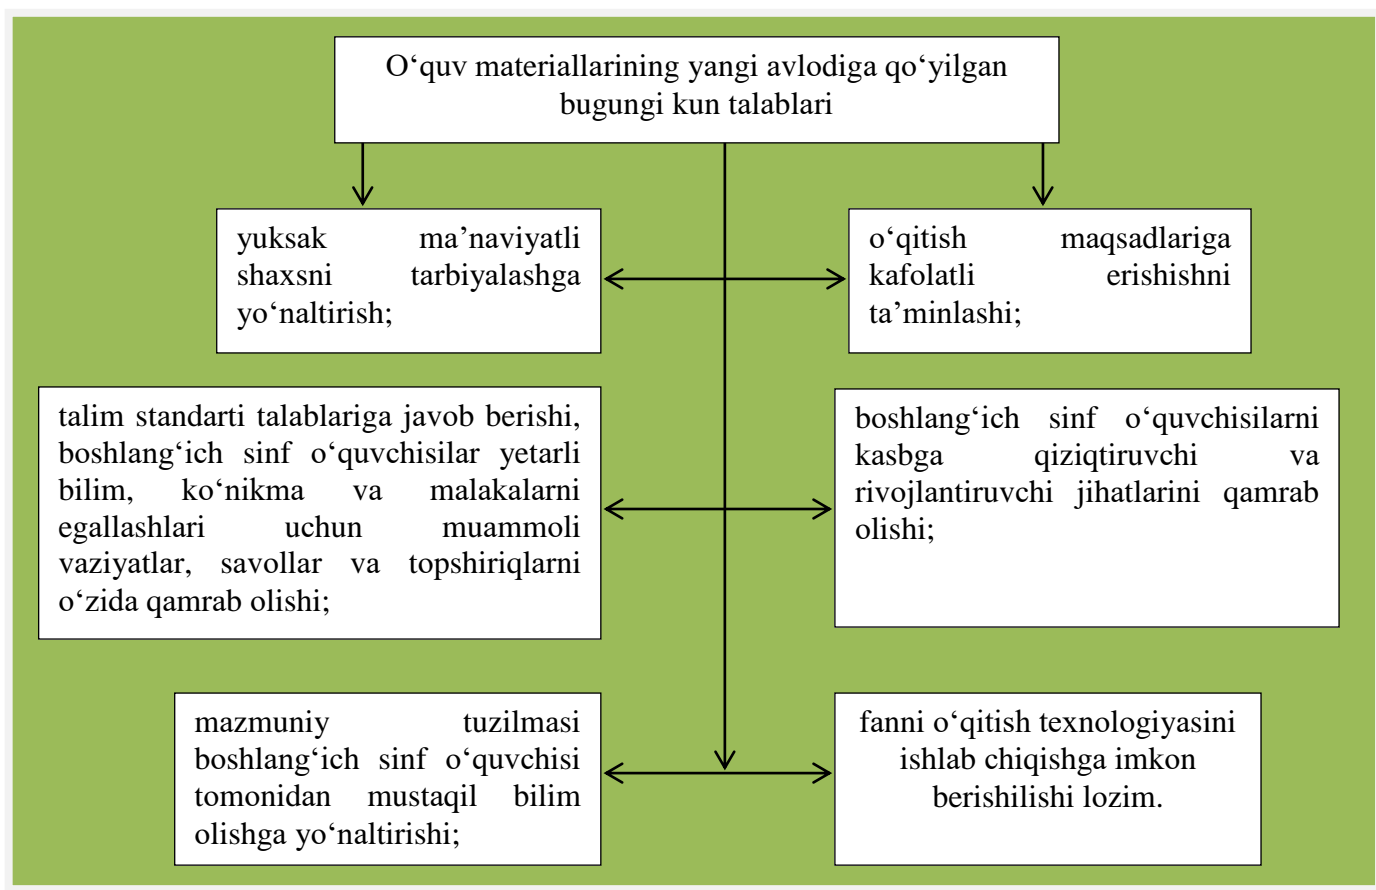 O‘quv materiallarining yangi avlodiga qo‘yilgan
bugungi kun talablari
yuksak ma’naviyatli
shaxsni tarbiyalashga
yo‘naltirish;
o‘qitish maqsadlariga
kafolatli erishishni
ta’minlashi;
talim standarti talablariga javob berishi,
boshlang‘ich sinf o‘quvchisilar yetarli
bilim, ko‘nikma va malakalarni
egallashlari uchun muammoli
vaziyatlar, savollar va topshiriqlarni
o‘zida qamrab olishi;
boshlang‘ich sinf o‘quvchisilarni
kasbga qiziqtiruvchi va
rivojlantiruvchi jihatlarini qamrab
olishi;
mazmuniy tuzilmasi
boshlang‘ich sinf o‘quvchisi
tomonidan mustaqil bilim
olishga yo‘naltirishi;
fanni o‘qitish texnologiyasini
ishlab chiqishga imkon
berishilishi lozim.